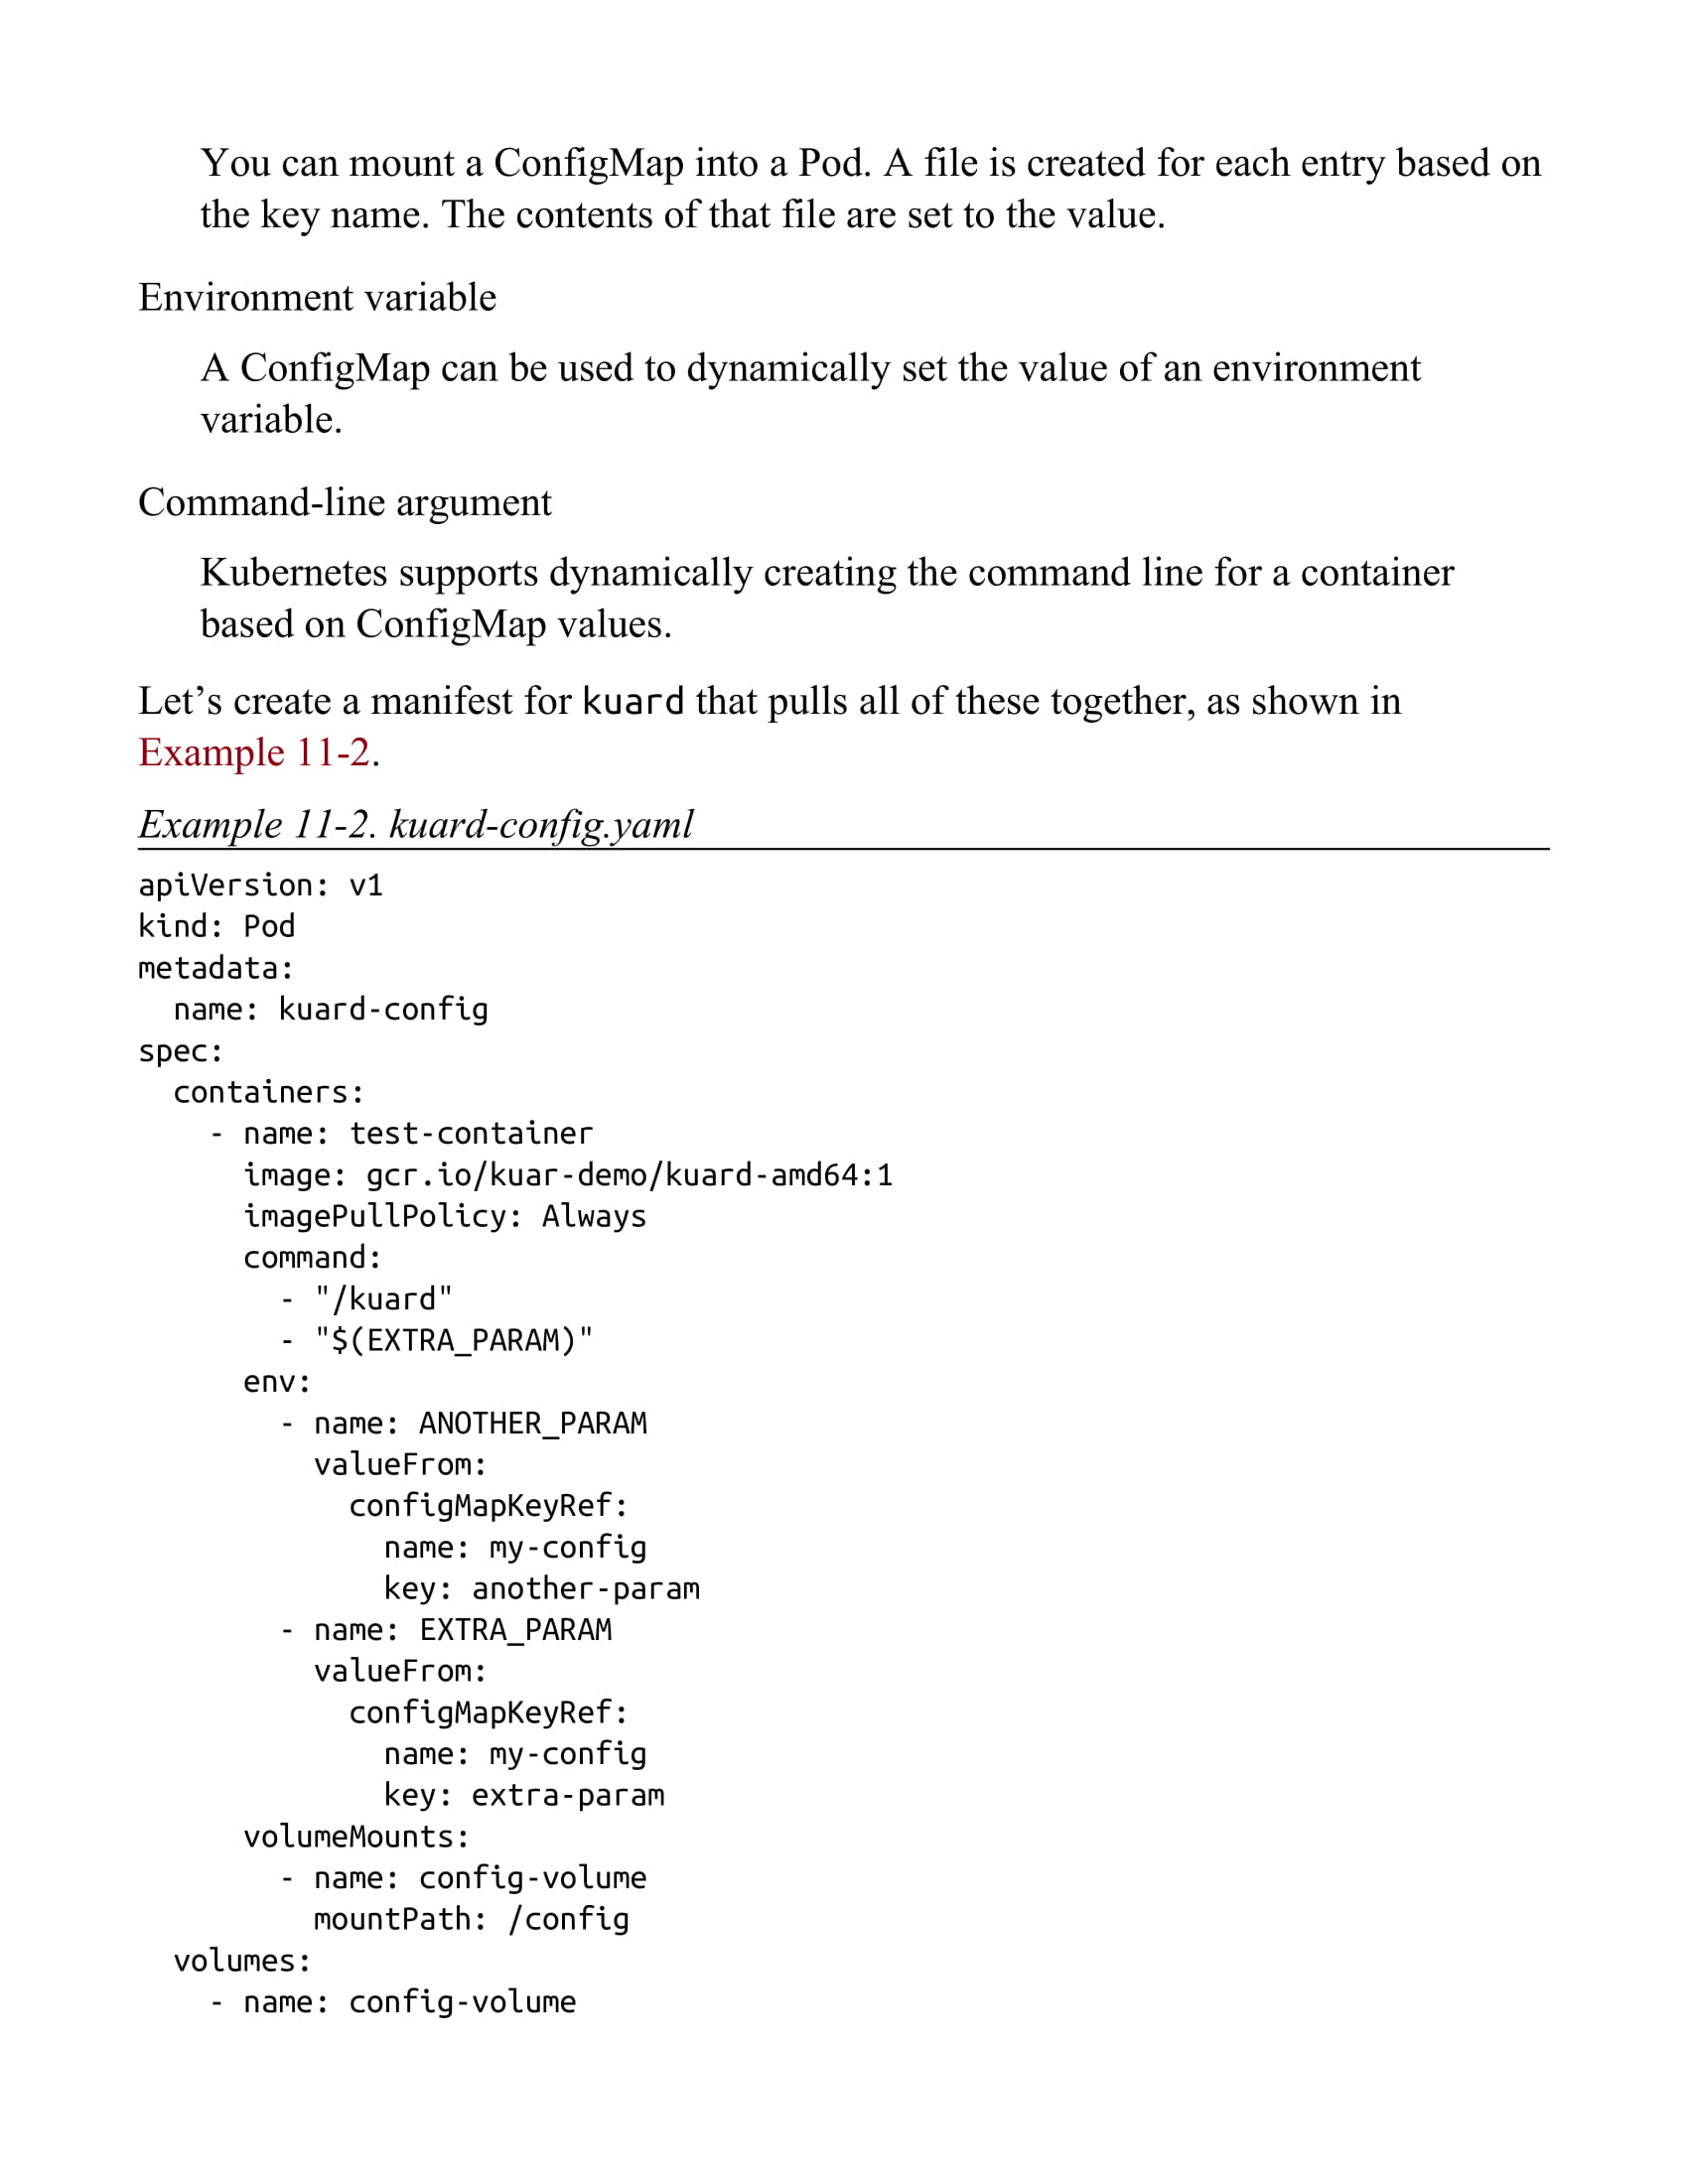 You can mount a ConfigMap into a Pod. A file is created for each entry based on
the key name. The contents of that file are set to the value.
Environment variable
A ConfigMap can be used to dynamically set the value of an environment
variable.
Command-line argument
Kubernetes supports dynamically creating the command line for a container
based on ConfigMap values.
Let’s create a manifest for kuard that pulls all of these together, as shown in
Example 11-2.
Example 11-2. kuard-config.yaml
apiVersion: v1
kind: Pod
metadata:
  name: kuard-config
spec:
  containers:
    - name: test-container
      image: gcr.io/kuar-demo/kuard-amd64:1
      imagePullPolicy: Always
      command:
        - "/kuard"
        - "$(EXTRA_PARAM)"
      env:
        - name: ANOTHER_PARAM
          valueFrom:
            configMapKeyRef:
              name: my-config
              key: another-param
        - name: EXTRA_PARAM
          valueFrom:
            configMapKeyRef:
              name: my-config
              key: extra-param
      volumeMounts:
        - name: config-volume
          mountPath: /config
  volumes:
    - name: config-volume